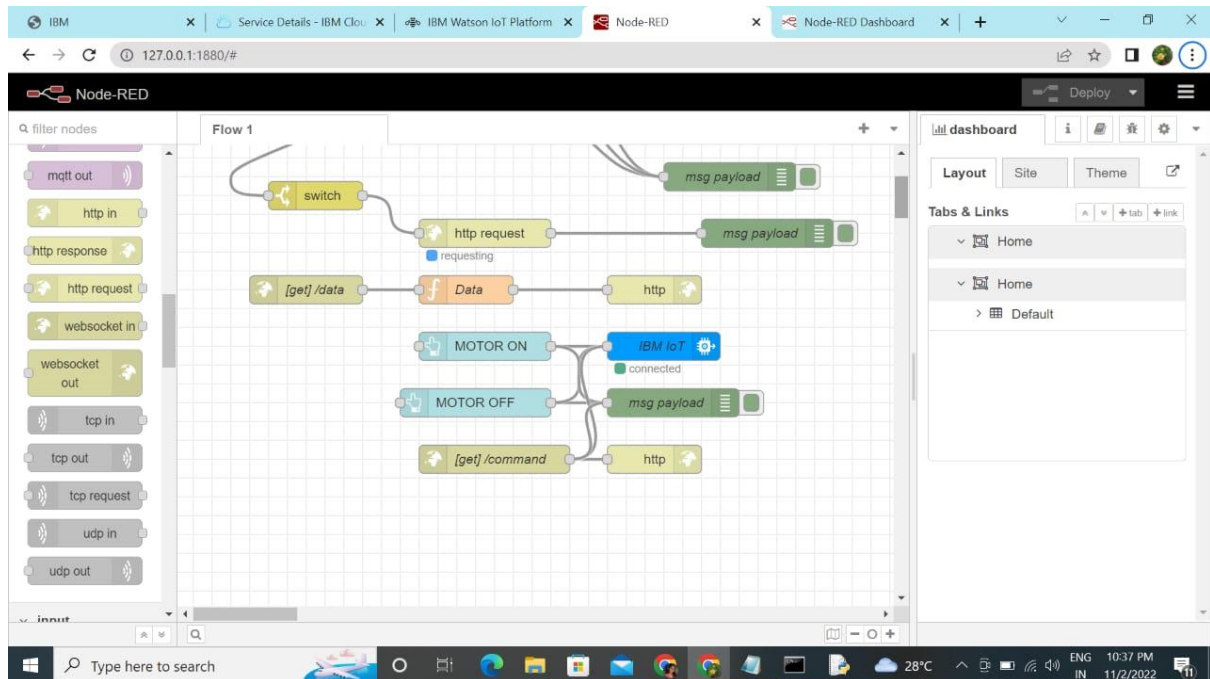 IBM
Service Details - IBM Clou
IBM Watson IoT Platform
Node-RED
Node-RED Dashboard
127.0.0.1:1880/#
Node-RED
Deploy
filter nodes
Flow 1
dashboard
mqtt out
http in
http response
http request
websocket in
websocket
out
tcp in
tcp out
tcp request
udp in
udp out
input
switch
msg payload
http request
requesting
msg payload
[get] /data
Data
http
MOTOR ON
IBM IoT
connected
MOTOR OFF
msg payload
[get] /command
http
Layout
Site
Theme
Tabs & Links
+ tab
+ link
Home
Home
Default
Type here to search
28°C
ENG
IN
10:37 PM
11/2/2022